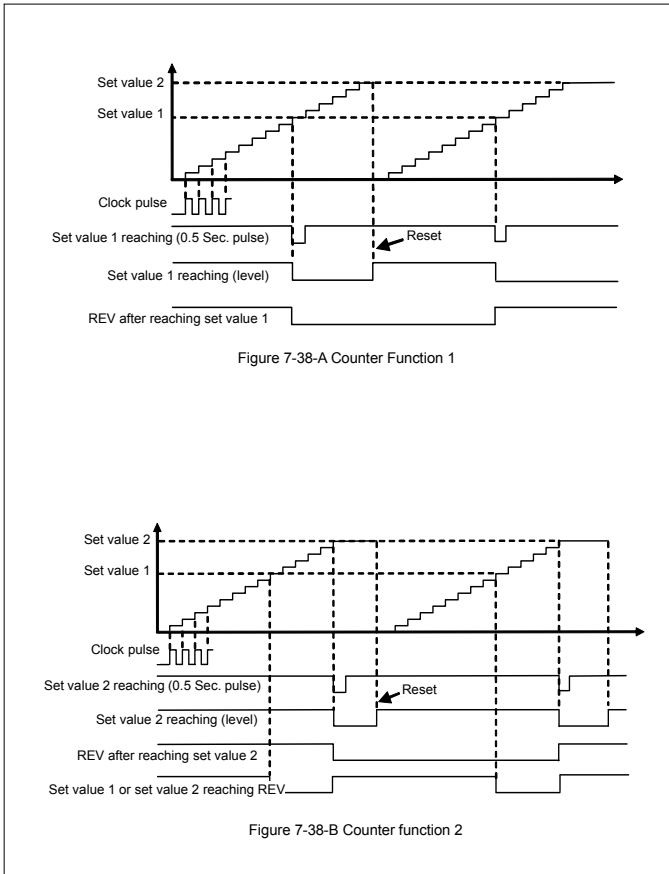 Set value 2
Set value 1
Clock pulse
Set value 1 reaching (0.5 Sec. pulse)
Reset
Set value 1 reaching (level)
REV after reaching set value 1
Figure 7-38-A Counter Function 1
Set value 2
Set value 1
Clock pulse
Set value 2 reaching (0.5 Sec. pulse)
Reset
Set value 2 reaching (level)
REV after reaching set value 2
Set value 1 or set value 2 reaching REV
Figure 7-38-B Counter function 2